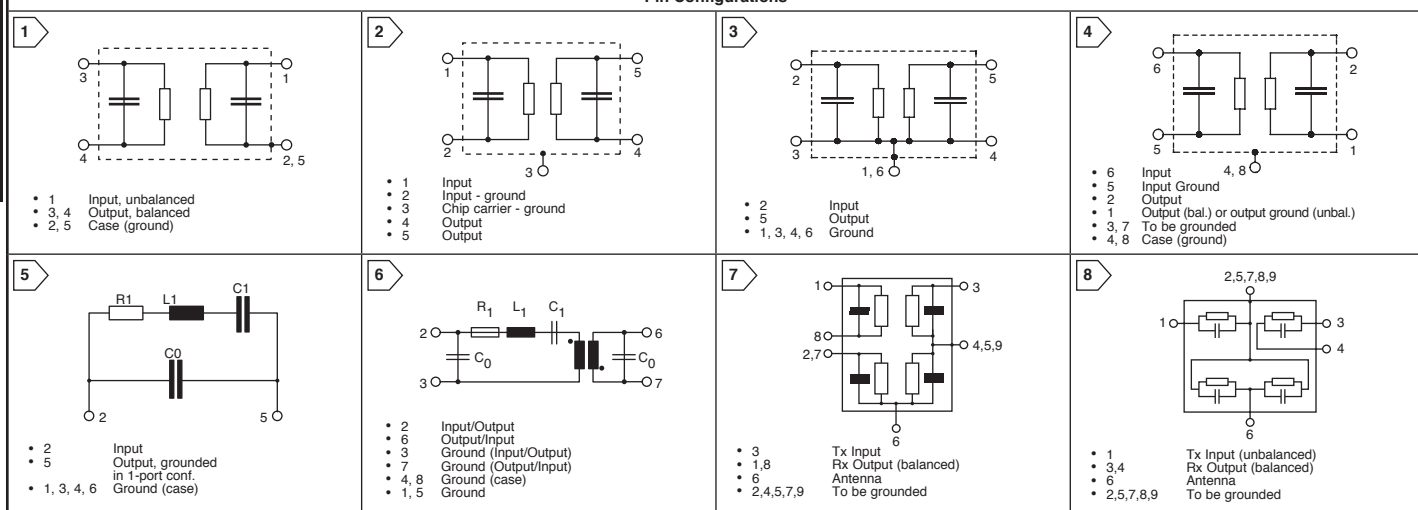 1
3
1
4
2, 5
• 1 Input, unbalanced
• 3, 4 Output, balanced
• 2, 5 Case (ground)
2
1
5
2
4
3
• 1 Input
• 2 Input - ground
• 3 Chip carrier - ground
• 4 Output
• 5 Output
3
2
5
3
4
1, 6
• 2 Input
• 5 Output
• 1, 3, 4, 6 Ground
4
6
2
5
1
4, 8
• 6 Input
• 5 Input Ground
• 2 Output
• 1 Output (bal.) or output ground (unbal.)
• 3, 7 To be grounded
• 4, 8 Case (ground)
5
R1 L1 C1
C0
2 5
• 2 Input
• 5 Output, grounded
in 1-port conf.
• 1, 3, 4, 6 Ground (case)
6
R1 L1 C1
2 6
C0 C0
3 7
• 2 Input/Output
• 6 Output/Input
• 3 Ground (Input/Output)
• 7 Ground (Output/Input)
• 4, 8 Ground (case)
• 1, 5 Ground
7
1 3
8
2,7 4,5,9
6
• 3 Tx Input
• 1,8 Rx Output (balanced)
• 6 Antenna
• 2,4,5,7,9 To be grounded
8
2,5,7,8,9
1 3
4
6
• 1 Tx Input (unbalanced)
• 3,4 Rx Output (balanced)
• 6 Antenna
• 2,5,7,8,9 To be grounded